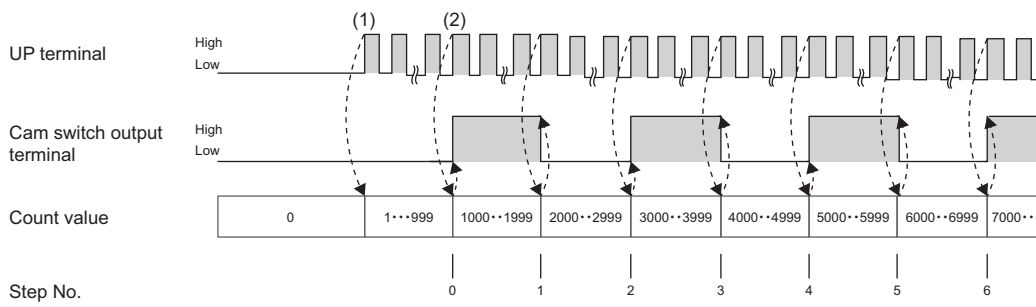 (1) (2)
UP terminal
High
Low
Cam switch output
terminal
High
Low
Count value
0 1•••999 1000••1999 2000••2999 3000••3999 4000••4999 5000••5999 6000••6999 7000••
Step No.
0 1 2 3 4 5 6